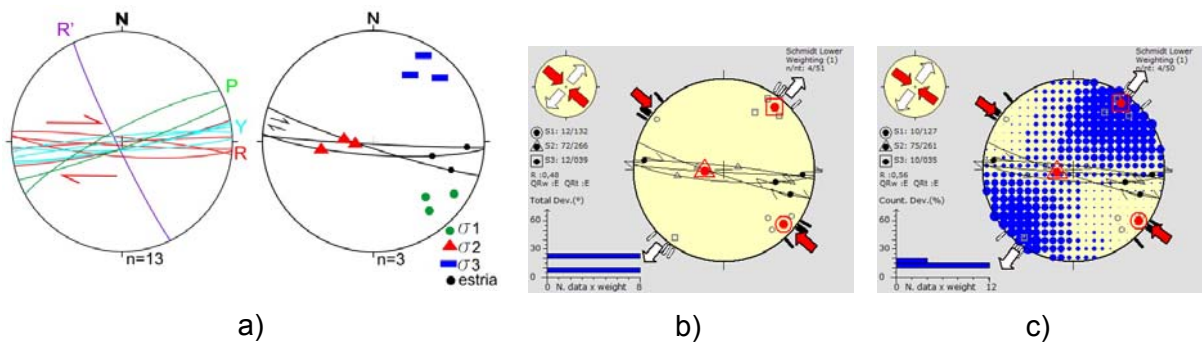 N
R'
P
Y
R
n=13
N
σ1
σ2
σ3
estria
n=3
a)
Schmidt Lower
Weighting (1)
n/nt: 4/51
S1: 12/132
S2: 72/266
S3: 12/039
R :0,48
QRw :E QRt :E
Total Dev.(°)
60
30
0
0 N. data x weight 8
b)
Schmidt Lower
Weighting (1)
n/nt: 4/50
S1: 10/127
S2: 75/261
S3: 10/035
R :0,56
QRw :E QRt :E
Count. Dev.(%)
60
30
0
0 N. data x weight 12
c)